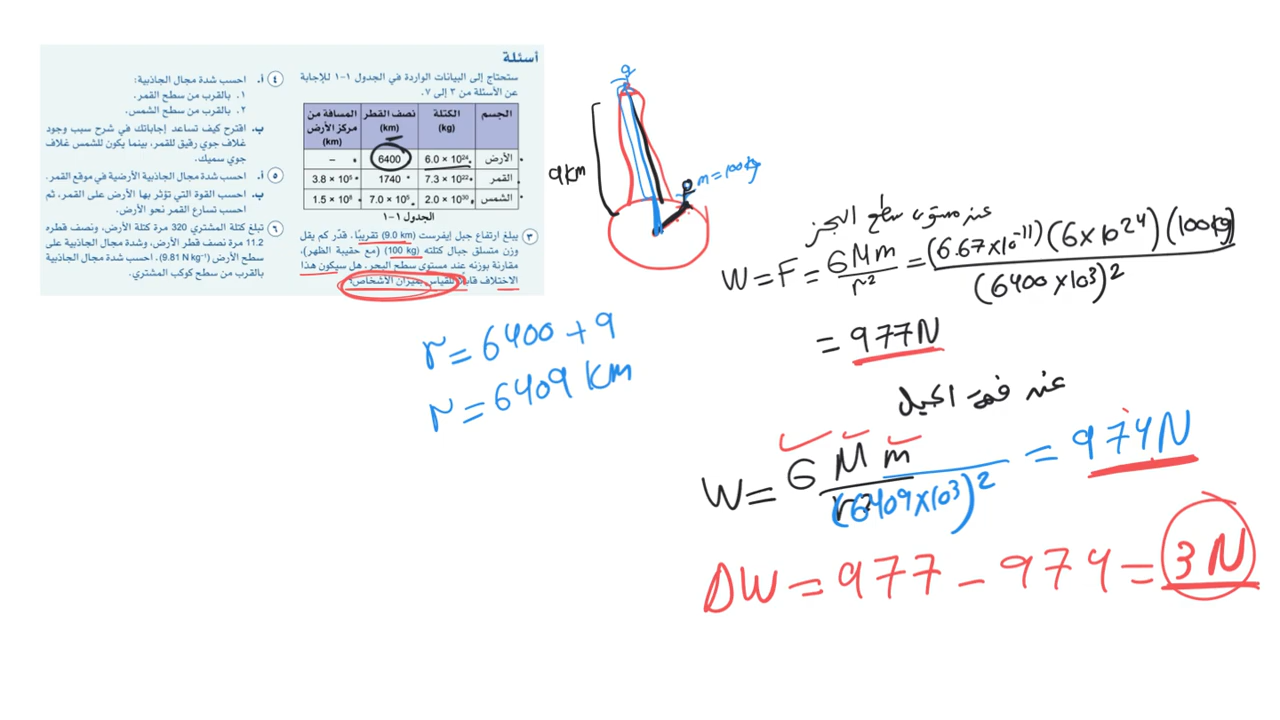 أسئلة
ستحتاج إلى البيانات الواردة في الجدول ١-١ للإجابة
عن الأسئلة من ٣ إلى ٧.
الجسم الكتلة (kg) نصف القطر (km) المسافة من مركز الأرض (km)
الأرض 6.0 × 10²⁴ 6400 –
القمر 7.3 × 10²² 1740 3.8 × 10⁵
الشمس 2.0 × 10³⁰ 7.0 × 10⁵ 1.5 × 10⁸
الجدول ١-١
٣ يبلغ ارتفاع جبل إيفرست (9.0 km) تقريبًا. قدّر كم يقل
وزن متسلق جبال كتلته (100 kg) (مع حقيبة الظهر)،
مقارنة بوزنه عند مستوى سطح البحر. هل سيكون هذا
الاختلاف قابلًا للقياس بميزان الأشخاص؟
٤ أ. احسب شدة مجال الجاذبية:
١. بالقرب من سطح القمر.
٢. بالقرب من سطح الشمس.
ب. اقترح كيف تساعد إجاباتك في شرح سبب وجود
غلاف جوي رقيق للقمر، بينما يكون للشمس غلاف
جوي سميك.
٥ أ. احسب شدة مجال الجاذبية الأرضية في موقع القمر.
ب. احسب القوة التي تؤثر بها الأرض على القمر، ثم
احسب تسارع القمر نحو الأرض.
٦ تبلغ كتلة المشتري 320 مرة كتلة الأرض، ونصف قطره
11.2 مرة نصف قطر الأرض، وشدة مجال الجاذبية على
سطح الأرض (9.81 N kg⁻¹). احسب شدة مجال الجاذبية
بالقرب من سطح كوكب المشتري.
9km
m=100kg
عند مستوى سطح البحر
W = F = GMm/r² = (6.67×10⁻¹¹)(6×10²⁴)(100kg)/(6400×10³)²
= 977N
r = 6400 + 9
r = 6409 km
عند قمة الجبل
W = GMm/(6409×10³)² = 974N
ΔW = 977 - 974 = 3N